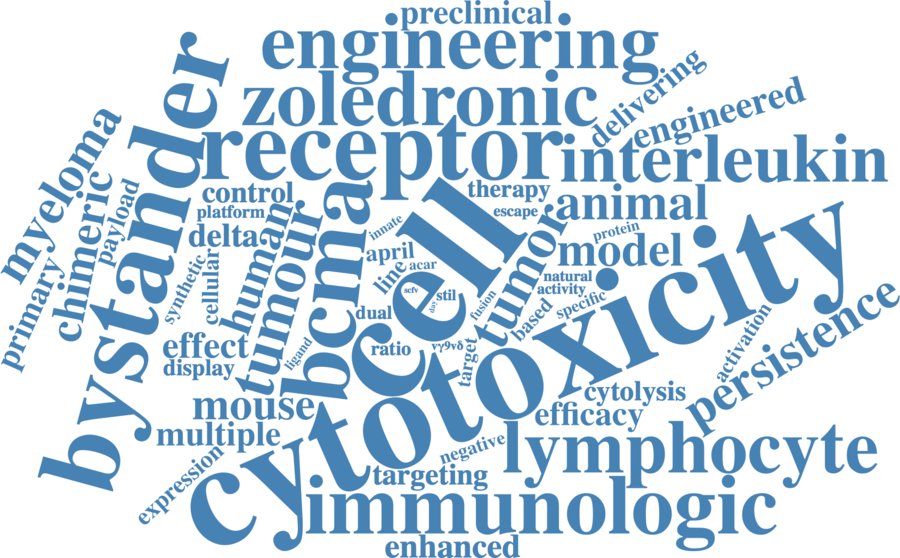 preclinical
engineering
zoledronic
delivering
engineered
receptor
interleukin
bystander
myeloma
chimeric
payload
primary
control
platform
delta
human
tumour
synthetic
cellular
bcma
innate
april
line
acar
scfv
stil
dual
cell
therapy
escape
animal
tumor
protein
model
natural
activity
fusion
based
specific
cytotoxicity
effect
display
ligand
ratio
vγ9vδ
target
activation
persistence
mouse
multiple
cytolysis
efficacy
negative
lymphocyte
expression
targeting
immunologic
enhanced